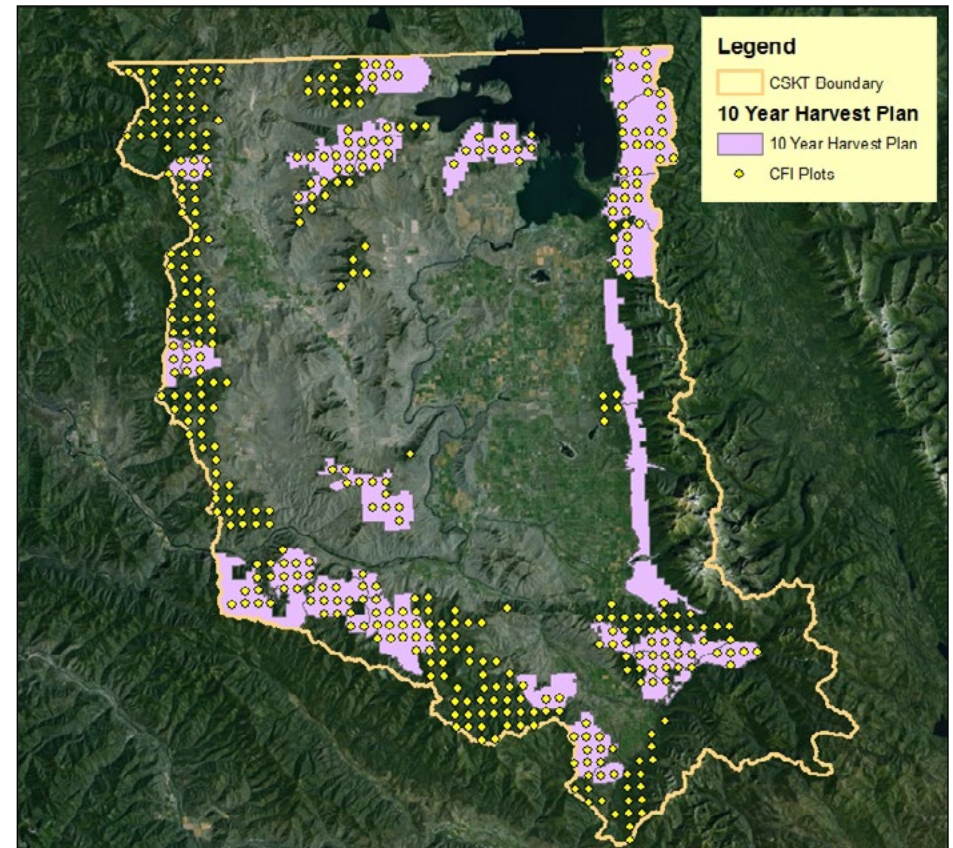 Legend
CSKT Boundary
10 Year Harvest Plan
10 Year Harvest Plan
CFI Plots